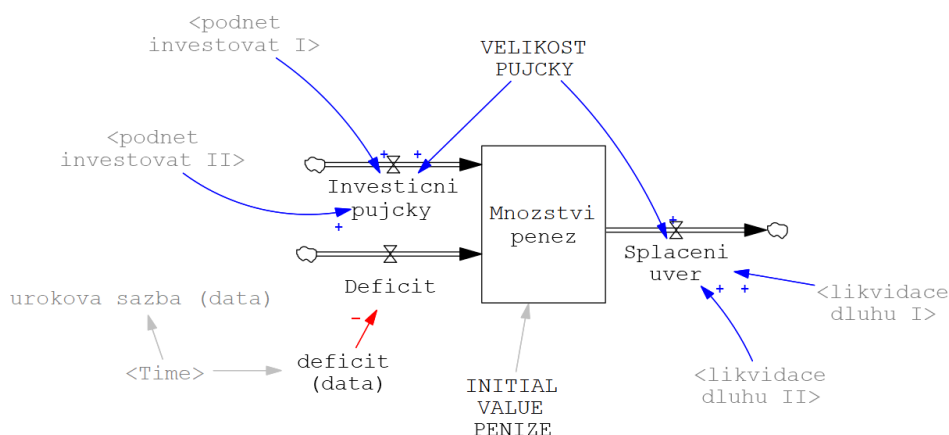 <podnet
investovat I>
VELIKOST
PUJCKY
<podnet
investovat II>
+ +
Investicni
pujcky
+
Mnozstvi
penez
+
Splaceni
uver
Deficit
+ +
urokova sazba (data)
<likvidace
dluhu I>
-
deficit
(data)
<Time>
INITIAL
VALUE
PENIZE
<likvidace
dluhu II>